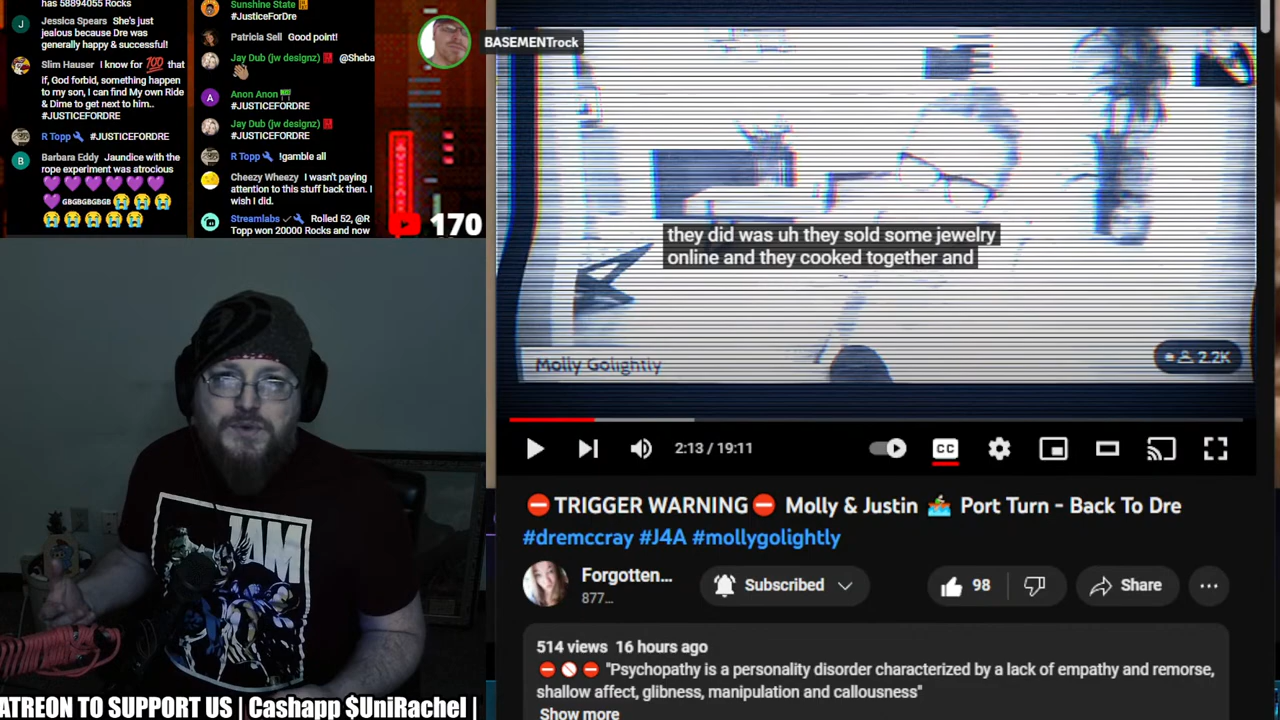 has 58894055 Rocks
Jessica Spears She's just
jealous because Dre was
generally happy & successful!
Slim Hauser I know for 💯 that
if, God forbid, something happen
to my son, I can find My own Ride
& Dime to get next to him..
#JUSTICEFORDRE
R Topp #JUSTICEFORDRE
Barbara Eddy Jaundice with the
rope experiment was atrocious
💜💜💜💜💜💜
💜GBGBGBGBGB😭😭😭
😭😭😭😭😭
Sunshine State
#JusticeForDre
Patricia Sell Good point!
Jay Dub (jw designz) @Sheba
👏🏽
Anon Anon
#JUSTICEFORDRE
Jay Dub (jw designz)
#JUSTICEFORDRE
R Topp !gamble all
Cheezy Wheezy I wasn't paying
attention to this stuff back then. I
wish I did.
Streamlabs Rolled 52, @R
Topp won 20000 Rocks and now
170
BASEMENTrock
JAM
ATREON TO SUPPORT US | Cashapp $UniRachel |
they did was uh they sold some jewelry
online and they cooked together and
Molly Golightly
2.2K
2:13 / 19:11
CC
⛔TRIGGER WARNING⛔ Molly & Justin 🚣 Port Turn - Back To Dre
#dremccray #J4A #mollygolightly
Forgotten...
877...
Subscribed
98
Share
514 views 16 hours ago
⛔🚫⛔ "Psychopathy is a personality disorder characterized by a lack of empathy and remorse,
shallow affect, glibness, manipulation and callousness"
Show more